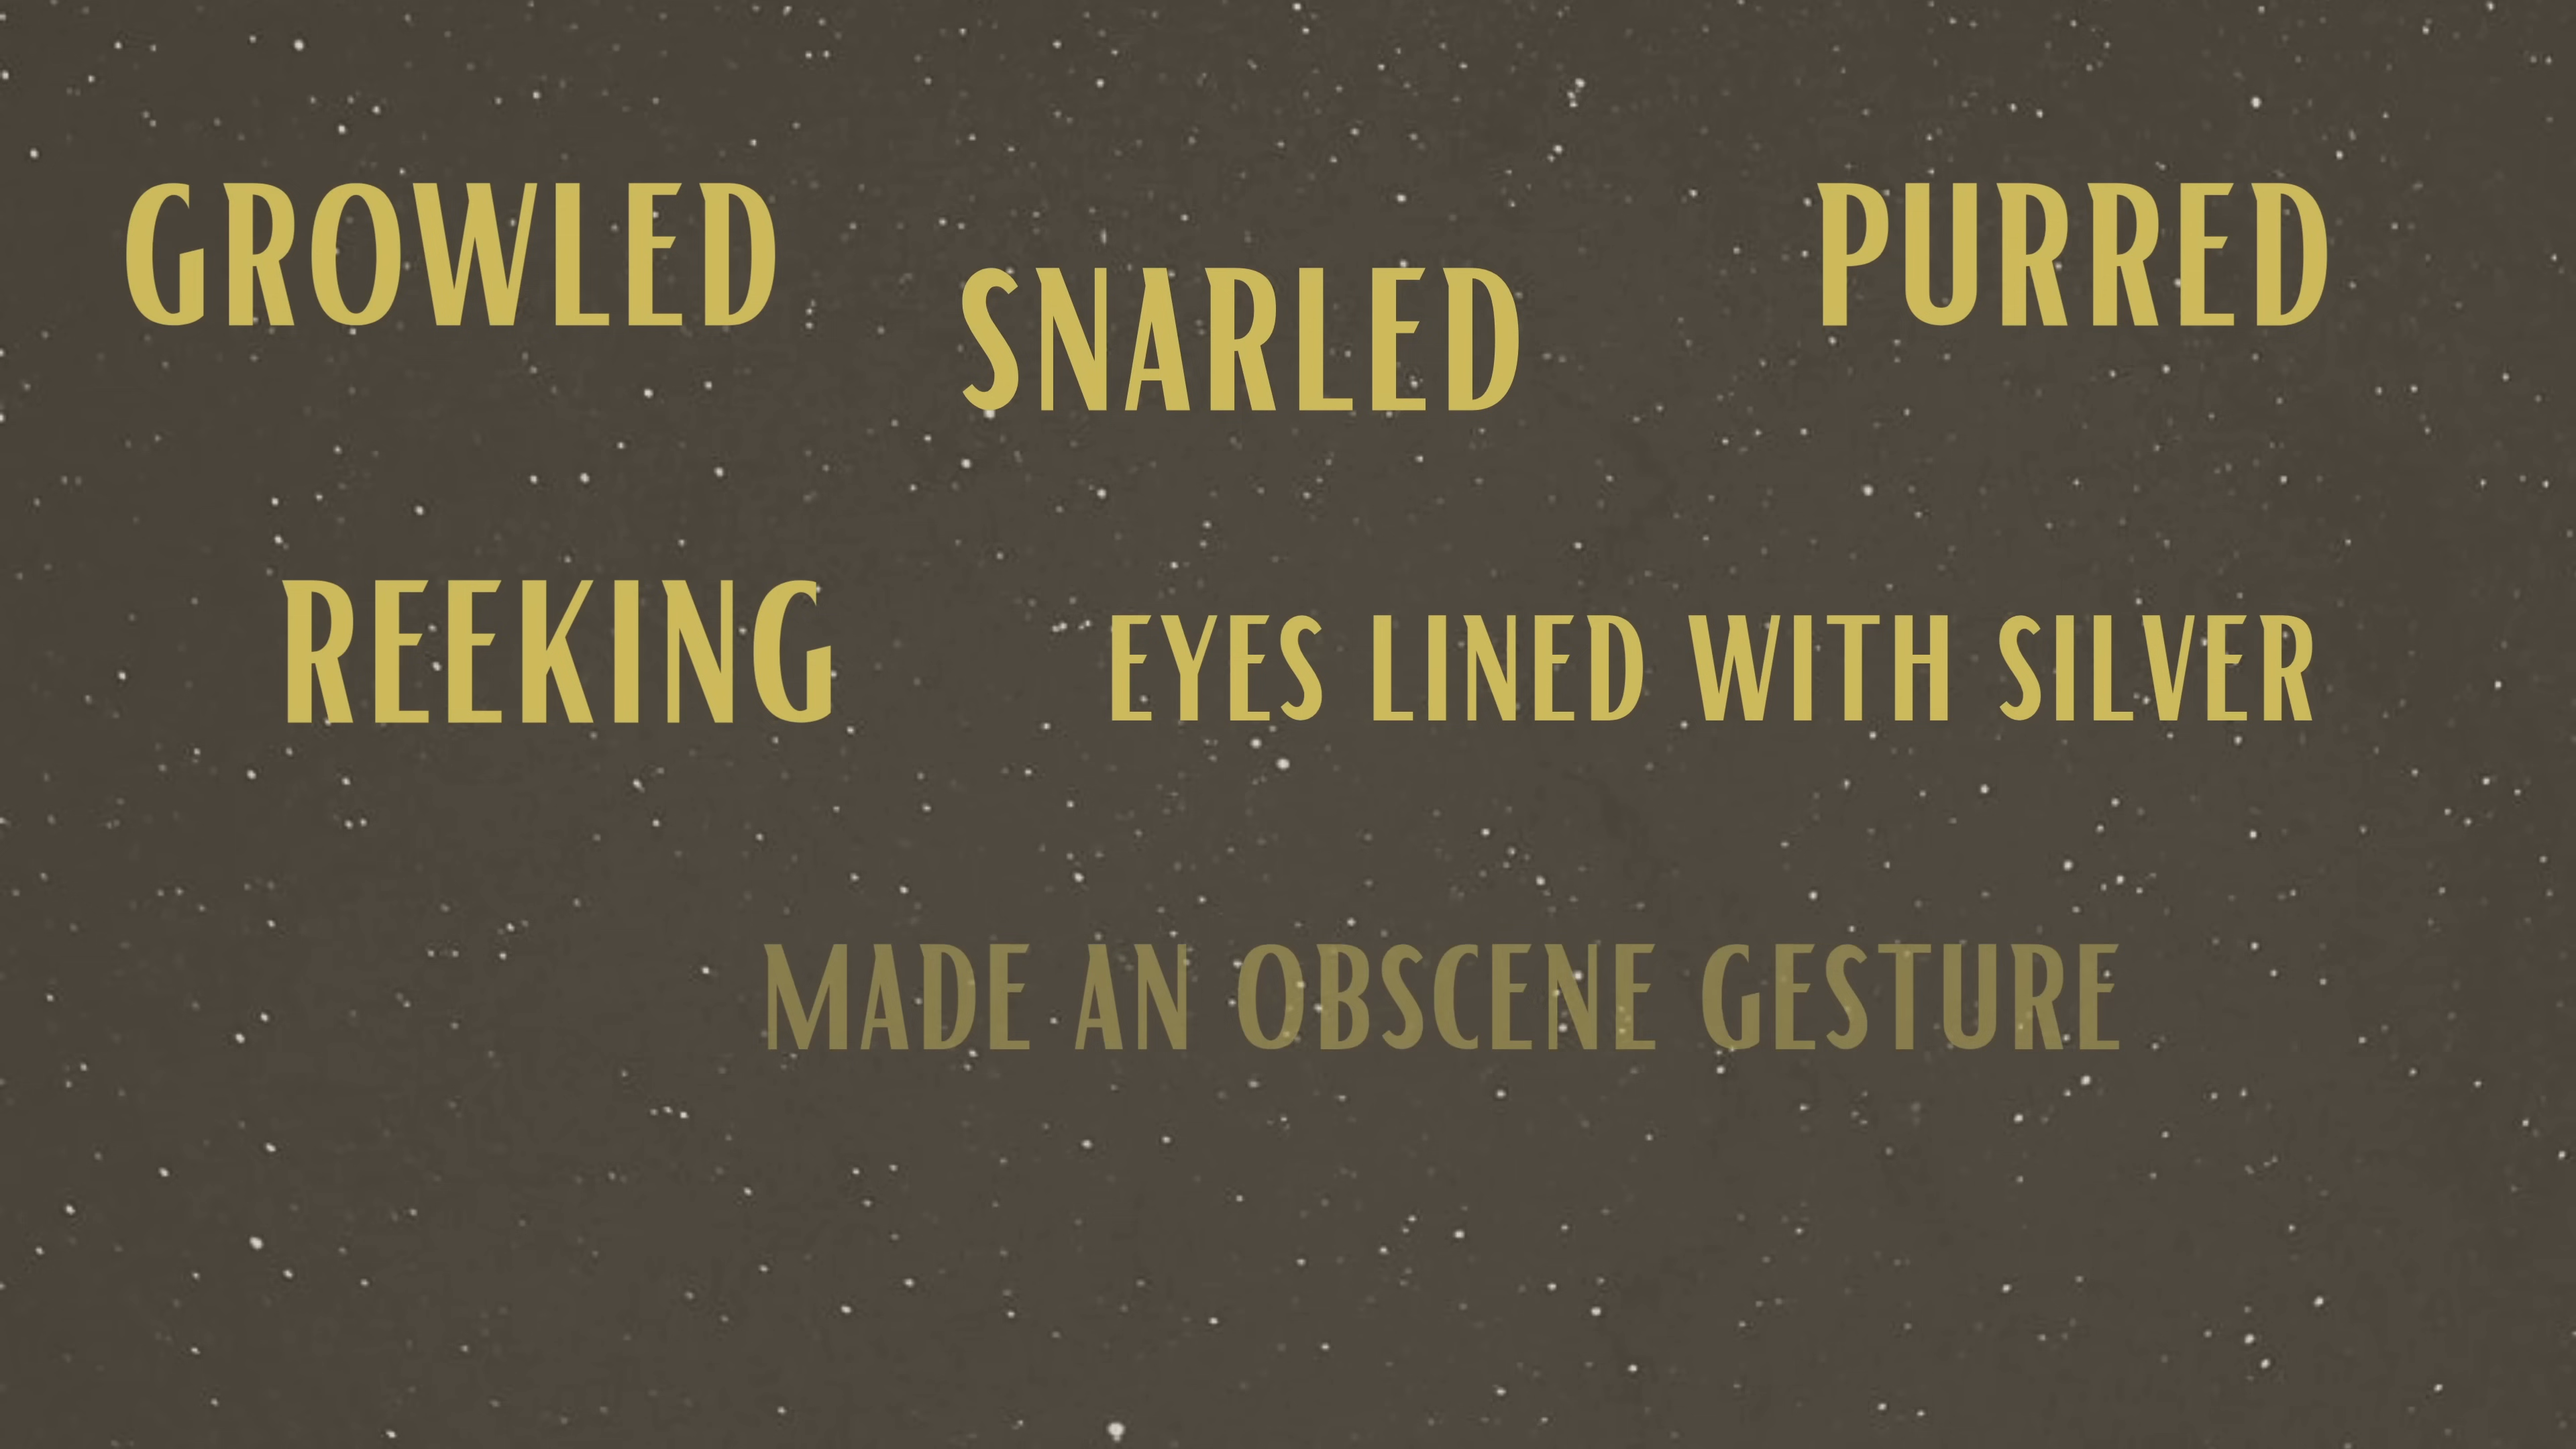 GROWLED
SNARLED
PURRED
REEKING
EYES LINED WITH SILVER
MADE AN OBSCENE GESTURE